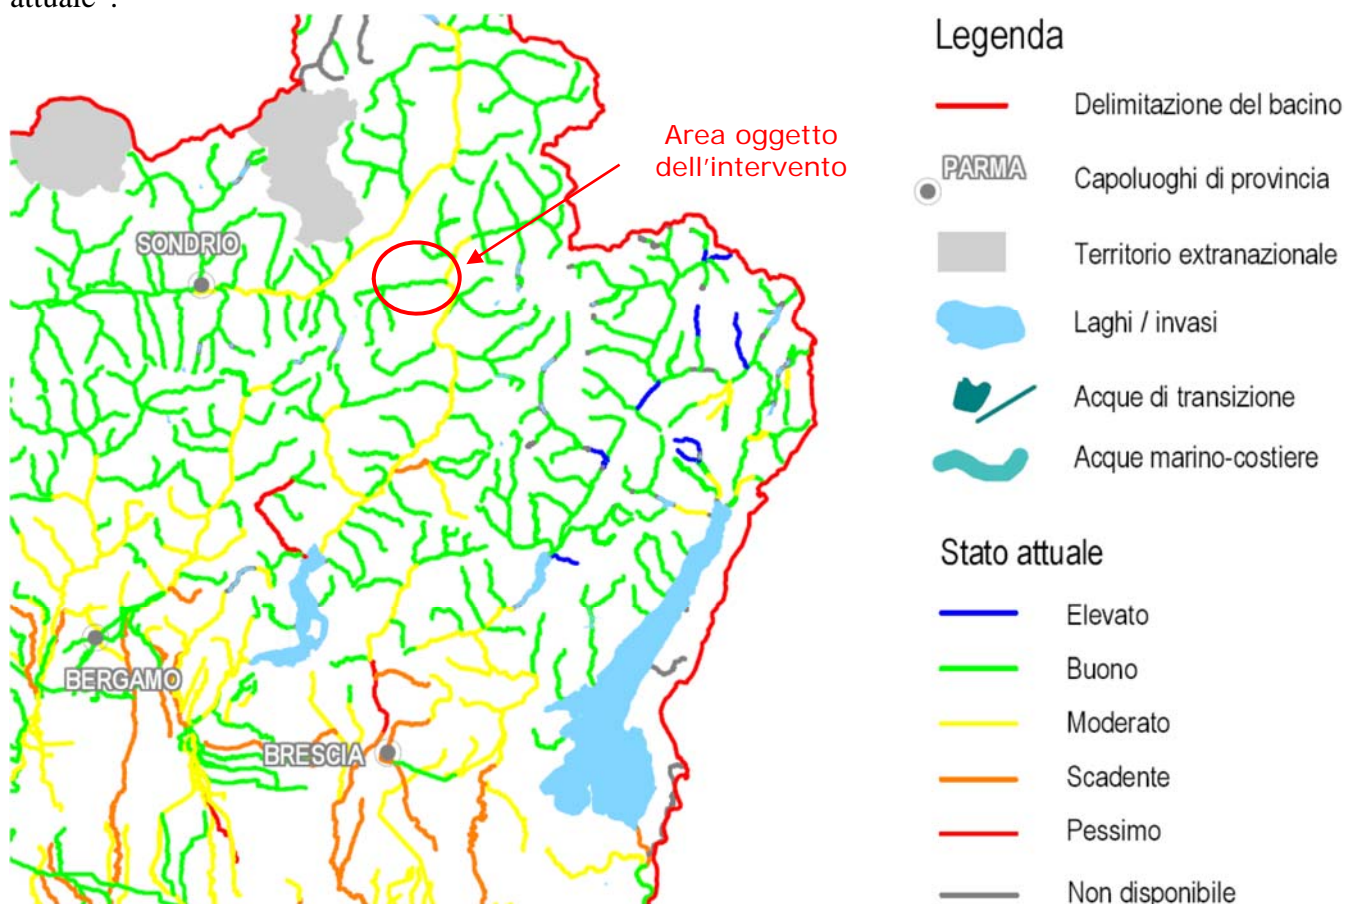 attuale".
Area oggetto
dell'intervento
SONDRIO
BERGAMO
BRESCIA
Legenda
Delimitazione del bacino
PARMA
Capoluoghi di provincia
Territorio extranazionale
Laghi / invasi
Acque di transizione
Acque marino-costiere
Stato attuale
Elevato
Buono
Moderato
Scadente
Pessimo
Non disponibile